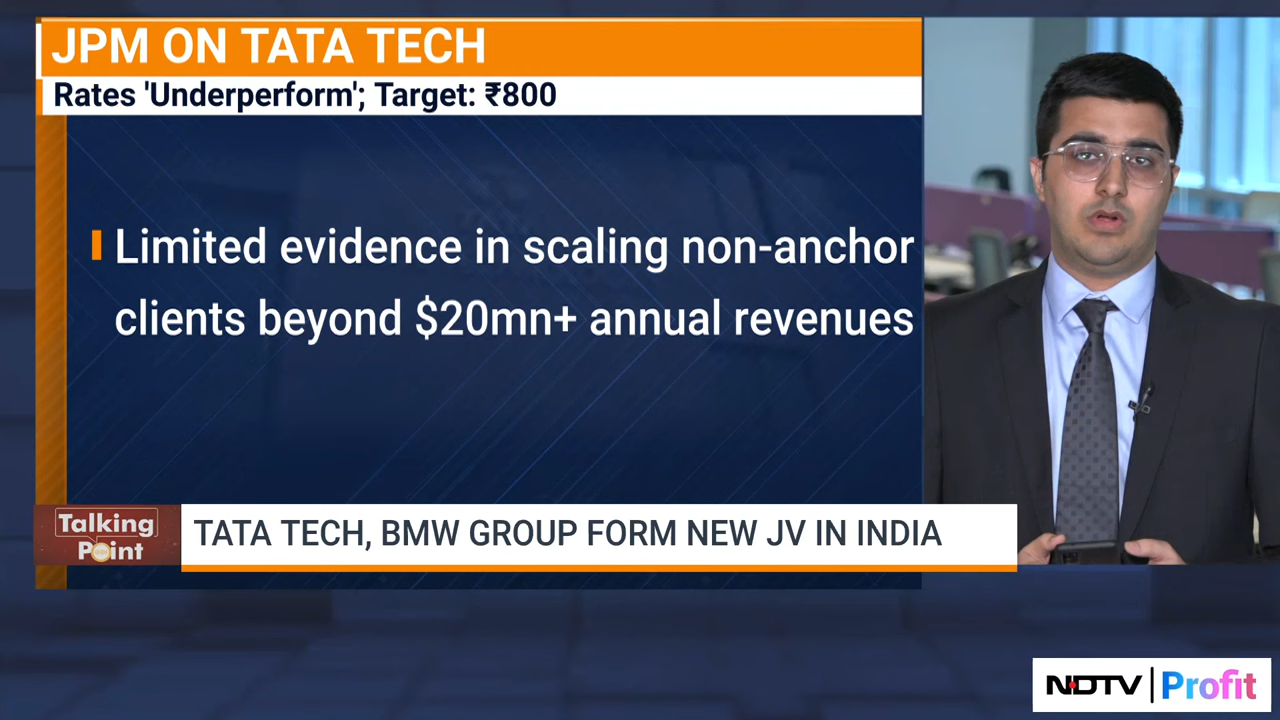 JPM ON TATA TECH
Rates 'Underperform'; Target: ₹800
Limited evidence in scaling non-anchor
clients beyond $20mn+ annual revenues
Talking
Point
TATA TECH, BMW GROUP FORM NEW JV IN INDIA
NDTV Profit